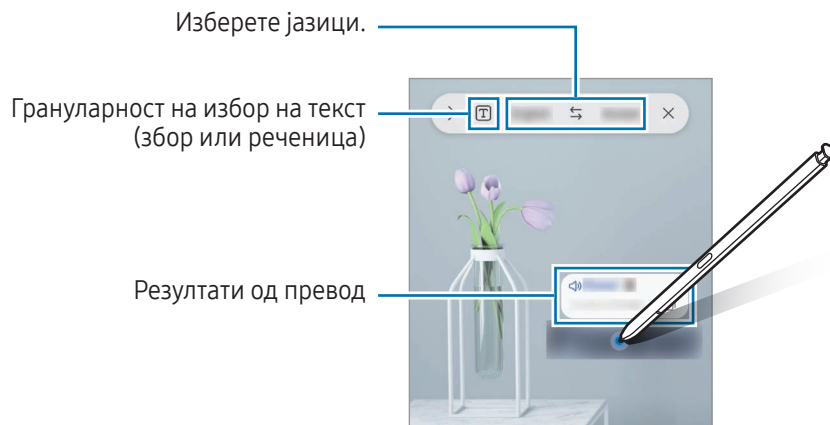 Изберете јазици.
Грануларност на избор на текст
(збор или реченица)
Резултати од превод
T